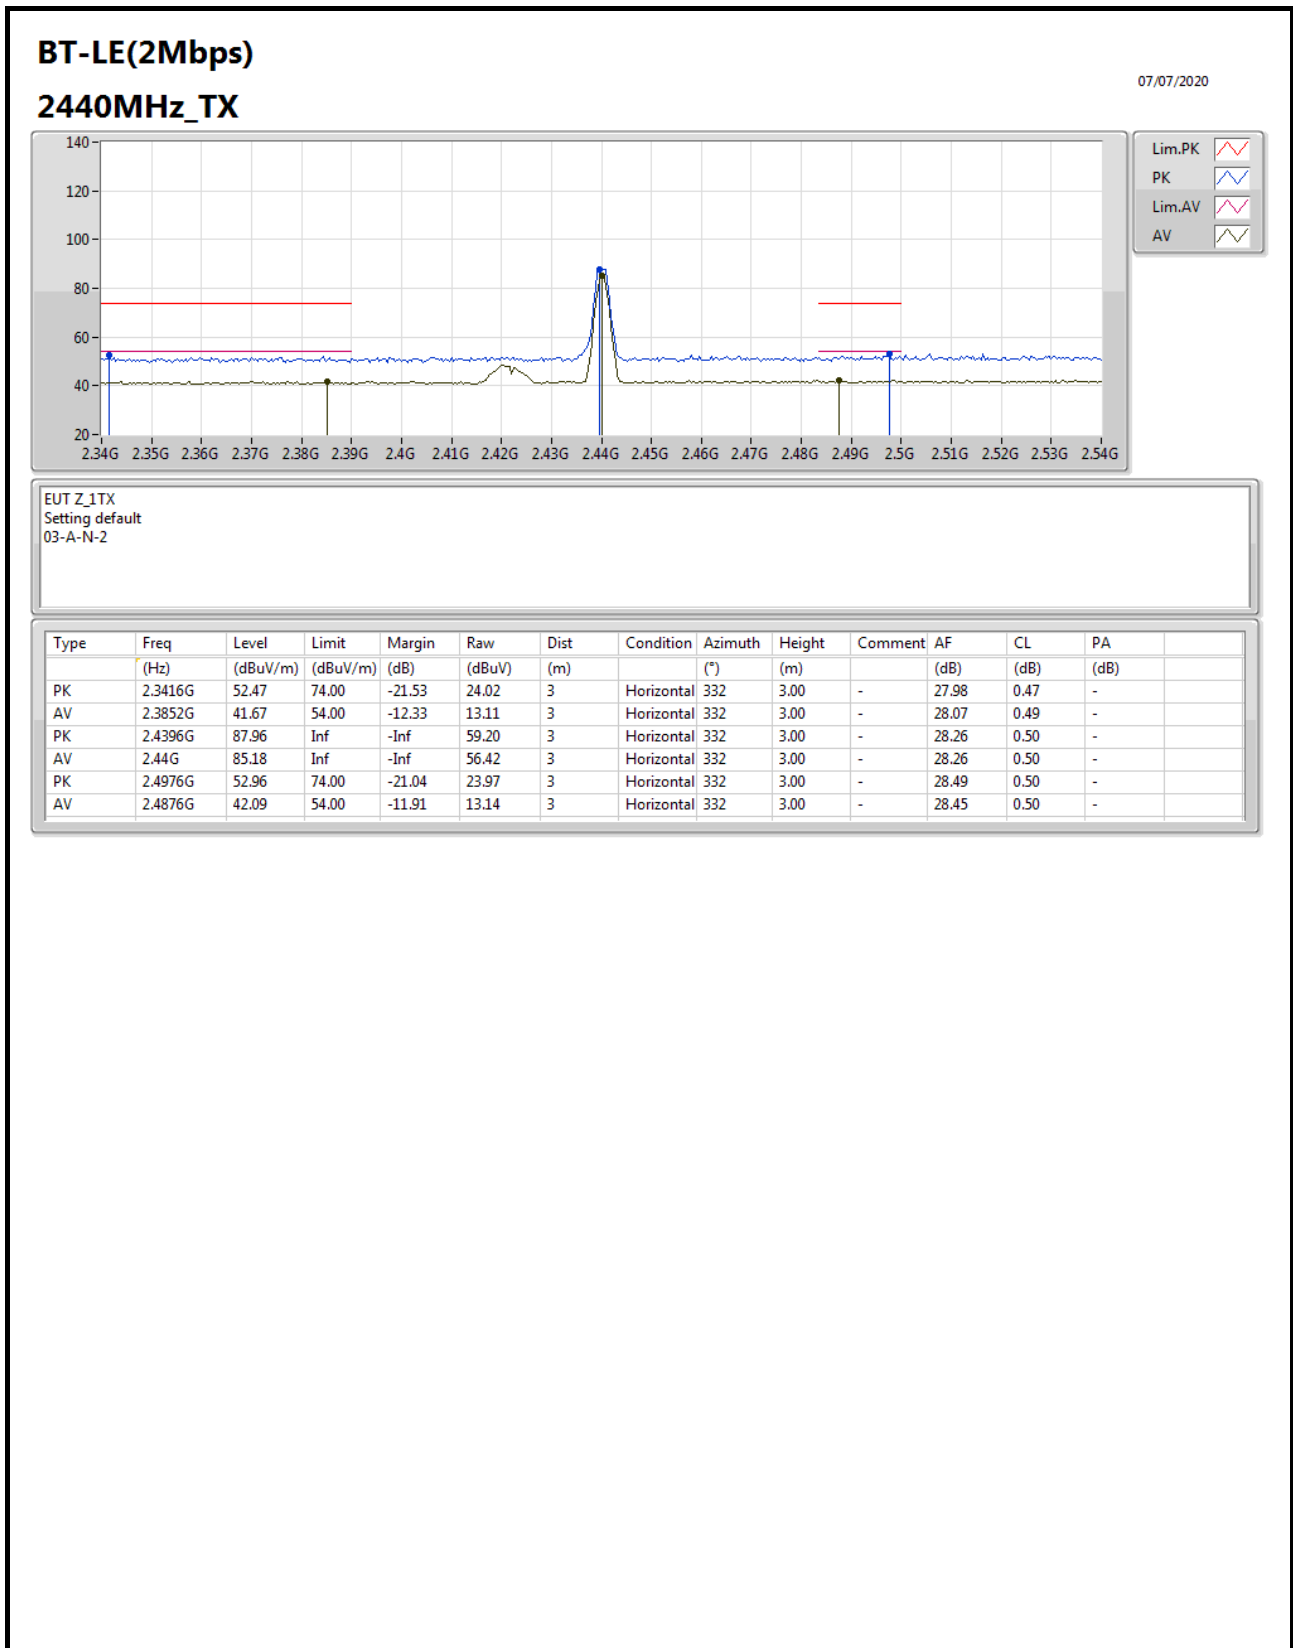 BT-LE(2Mbps)
07/07/2020
2440MHz_TX
140
120
100
80
60
40
20
2.34G 2.35G 2.36G 2.37G 2.38G 2.39G 2.4G 2.41G 2.42G 2.43G 2.44G 2.45G 2.46G 2.47G 2.48G 2.49G 2.5G 2.51G 2.52G 2.53G 2.54G
Lim.PK
PK
Lim.AV
AV
EUT Z_1TX
Setting default
03-A-N-2
Type Freq Level Limit Margin Raw Dist Condition Azimuth Height Comment AF CL PA
(Hz) (dBuV/m) (dBuV/m) (dB) (dBuV) (m) (°) (m) (dB) (dB) (dB)
PK 2.3416G 52.47 74.00 -21.53 24.02 3 Horizontal 332 3.00 - 27.98 0.47 -
AV 2.3852G 41.67 54.00 -12.33 13.11 3 Horizontal 332 3.00 - 28.07 0.49 -
PK 2.4396G 87.96 Inf -Inf 59.20 3 Horizontal 332 3.00 - 28.26 0.50 -
AV 2.44G 85.18 Inf -Inf 56.42 3 Horizontal 332 3.00 - 28.26 0.50 -
PK 2.4976G 52.96 74.00 -21.04 23.97 3 Horizontal 332 3.00 - 28.49 0.50 -
AV 2.4876G 42.09 54.00 -11.91 13.14 3 Horizontal 332 3.00 - 28.45 0.50 -